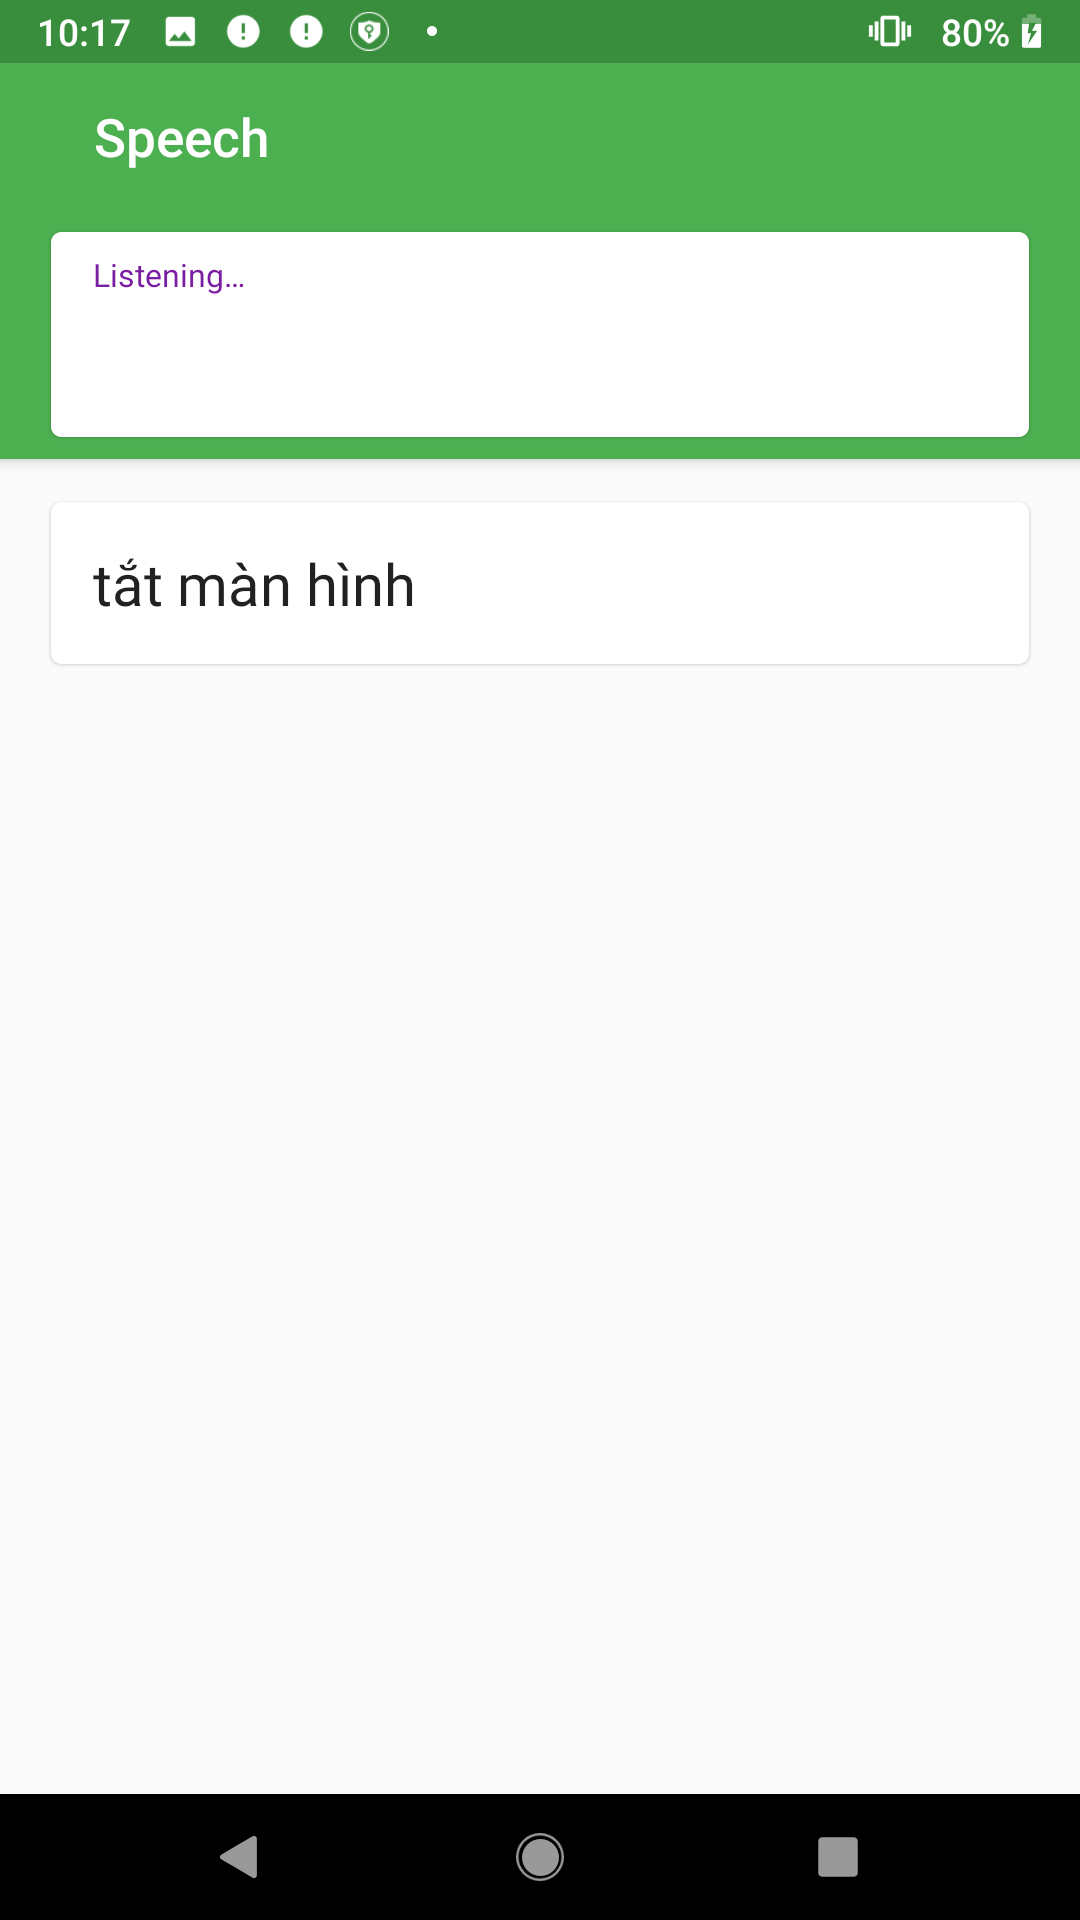 10:17 80%
Speech
Listening…
tắt màn hình